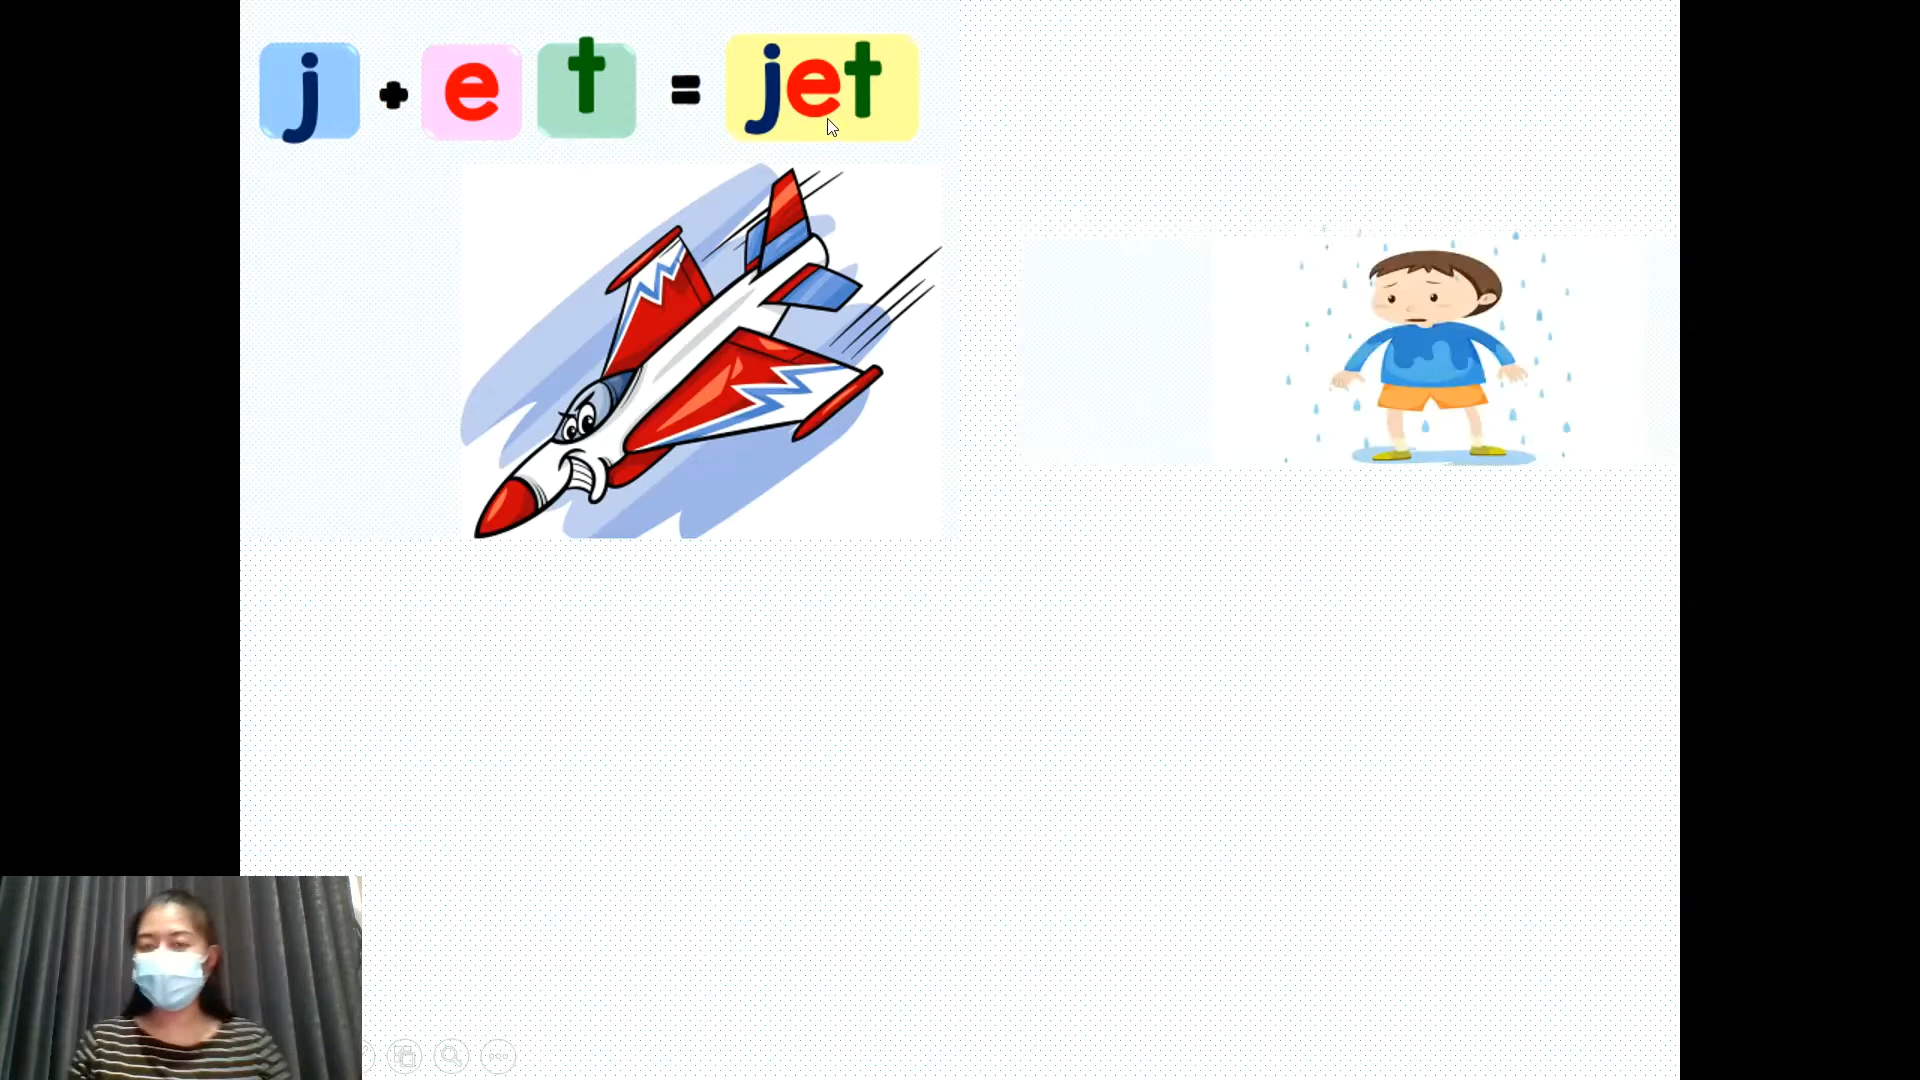 j + e t = jet